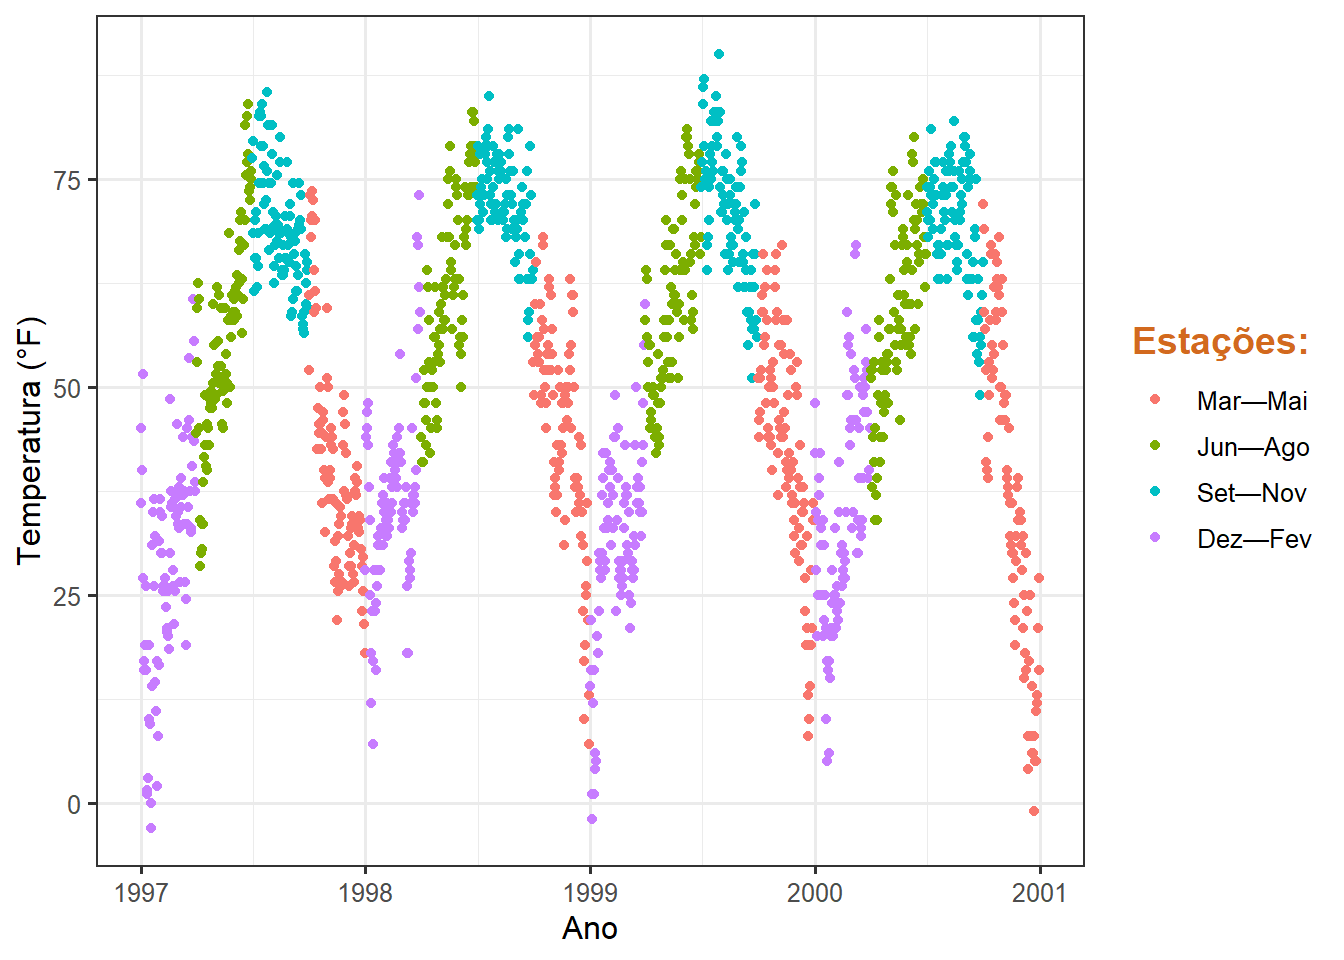 75
50
25
0
Temperatura (°F)
1997 1998 1999 2000 2001
Ano
Estações:
Mar—Mai
Jun—Ago
Set—Nov
Dez—Fev